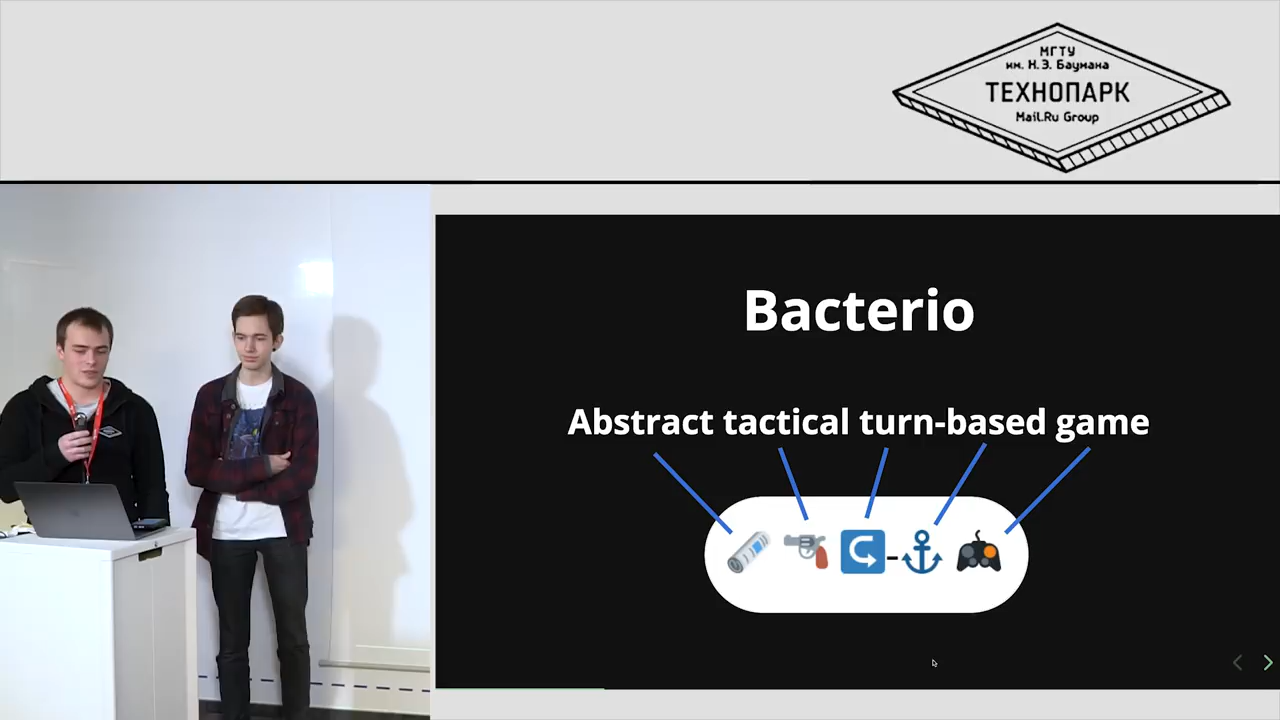 МГТУ
им. Н.Э. Баумана
ТЕХНОПАРК
Mail.Ru Group
Bacterio
Abstract tactical turn-based game
-